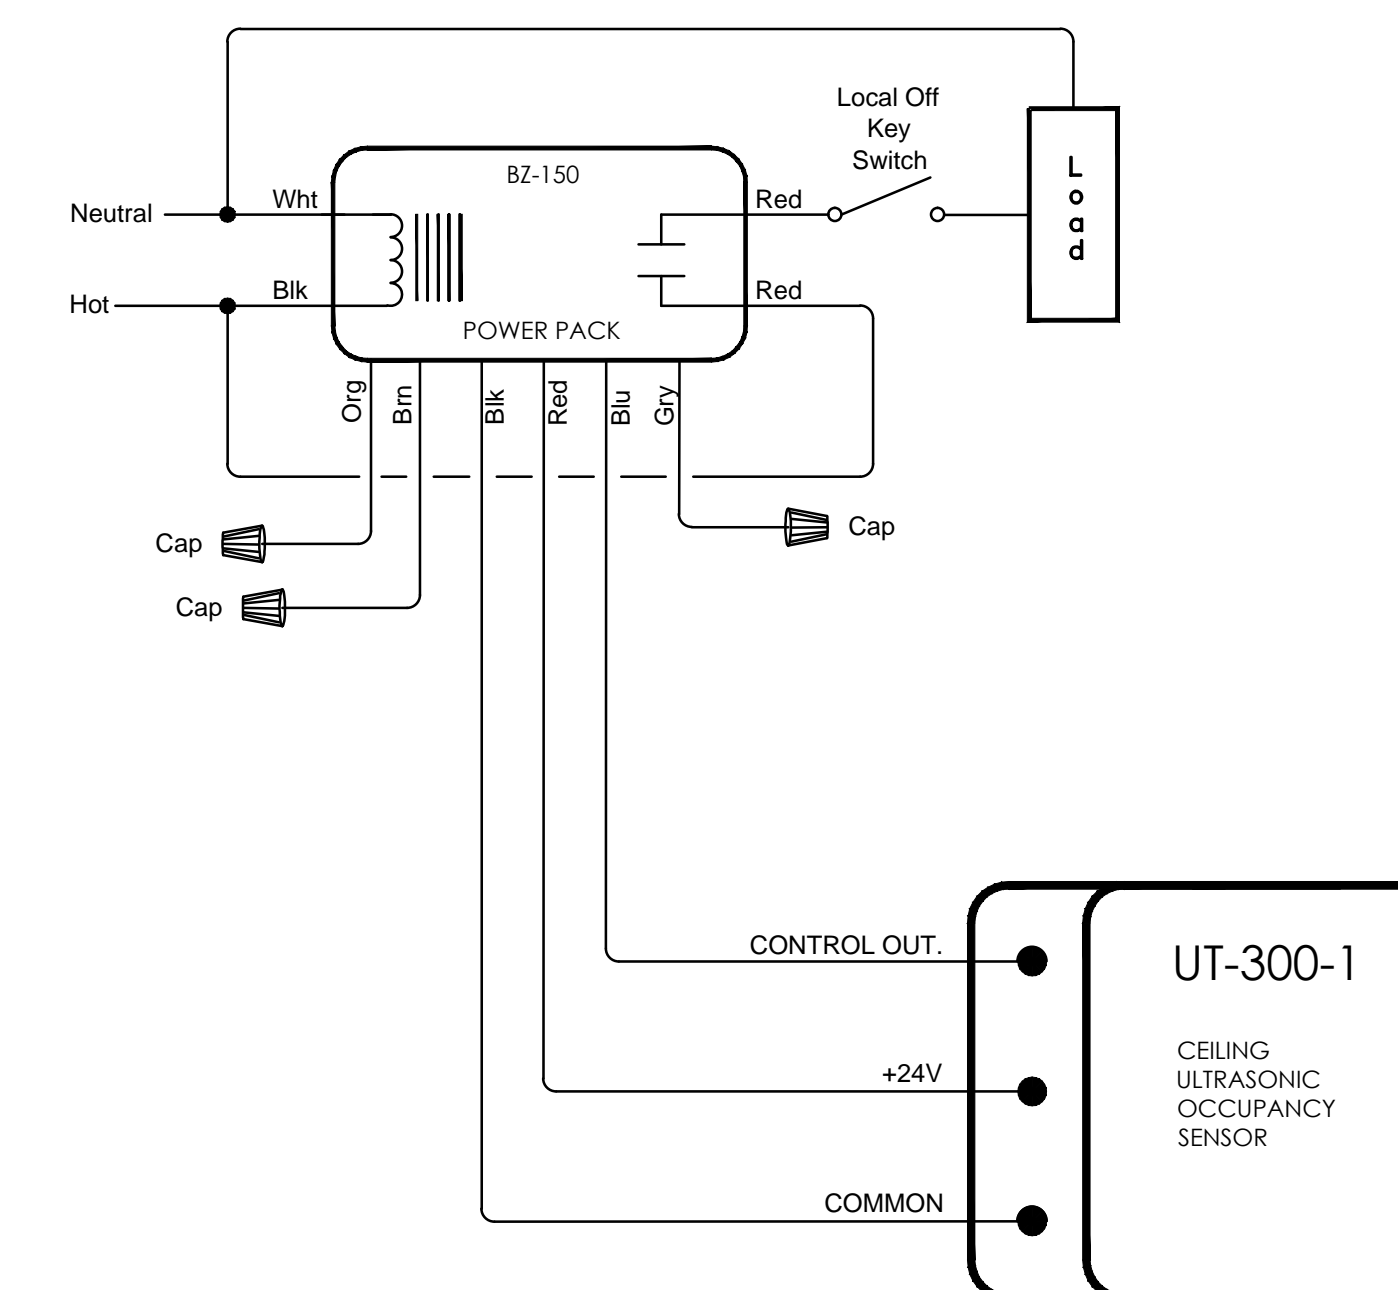 Local Off
Key
Switch
BZ-150
Load
Neutral
Wht
Red
Hot
Blk
Red
POWER PACK
Org
Brn
Blk
Red
Blu
Gry
Cap
Cap
Cap
CONTROL OUT.
UT-300-1
CEILING
ULTRASONIC
OCCUPANCY
SENSOR
+24V
COMMON